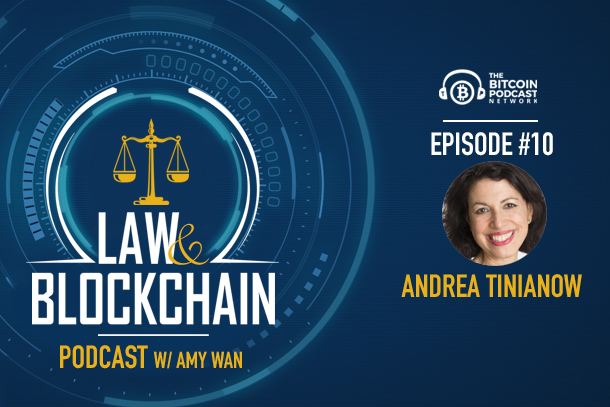 LAW &
BLOCKCHAIN
PODCAST W/ AMY WAN
THE
BITCOIN
PODCAST
NETWORK
EPISODE #10
ANDREA TINIANOW